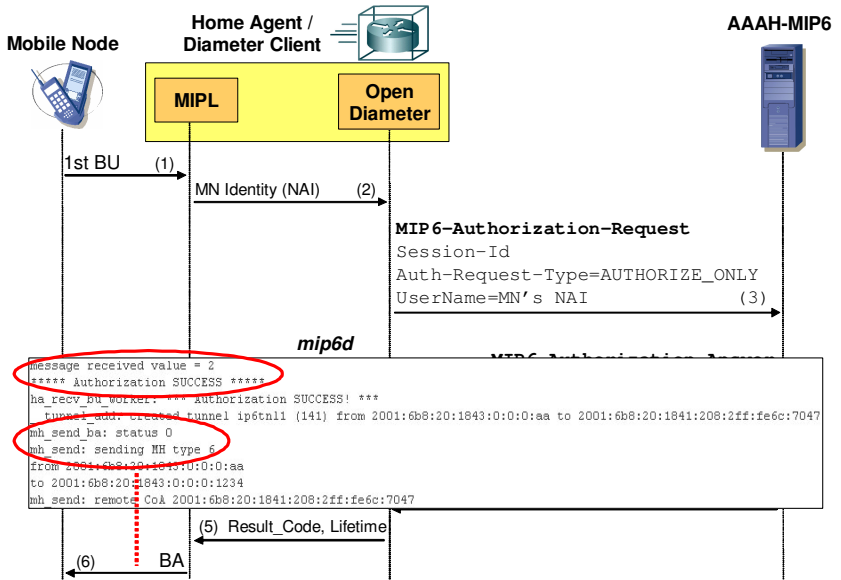 Home Agent /
Diameter Client
Mobile Node
AAAH-MIP6
MIPL
Open
Diameter
1st BU (1)
MN Identity (NAI) (2)
MIP6-Authorization-Request
Session-Id
Auth-Request-Type=AUTHORIZE_ONLY
UserName=MN's NAI (3)
mip6d
MIP6-Authorization-Answer
message received value = 2
***** Authorization SUCCESS *****
ha_recv_bu_worker: *** Authorization SUCCESS! ***
__tunnel_add: created tunnel ip6tnl1 (141) from 2001:6b8:20:1843:0:0:0:aa to 2001:6b8:20:1841:208:2ff:fe6c:7047
mh_send_ba: status 0
mh_send: sending MH type 6
from 2001:6b8:20:1843:0:0:0:aa
to 2001:6b8:20:1843:0:0:0:1234
mh_send: remote CoA 2001:6b8:20:1841:208:2ff:fe6c:7047
(5) Result_Code, Lifetime
(6) BA